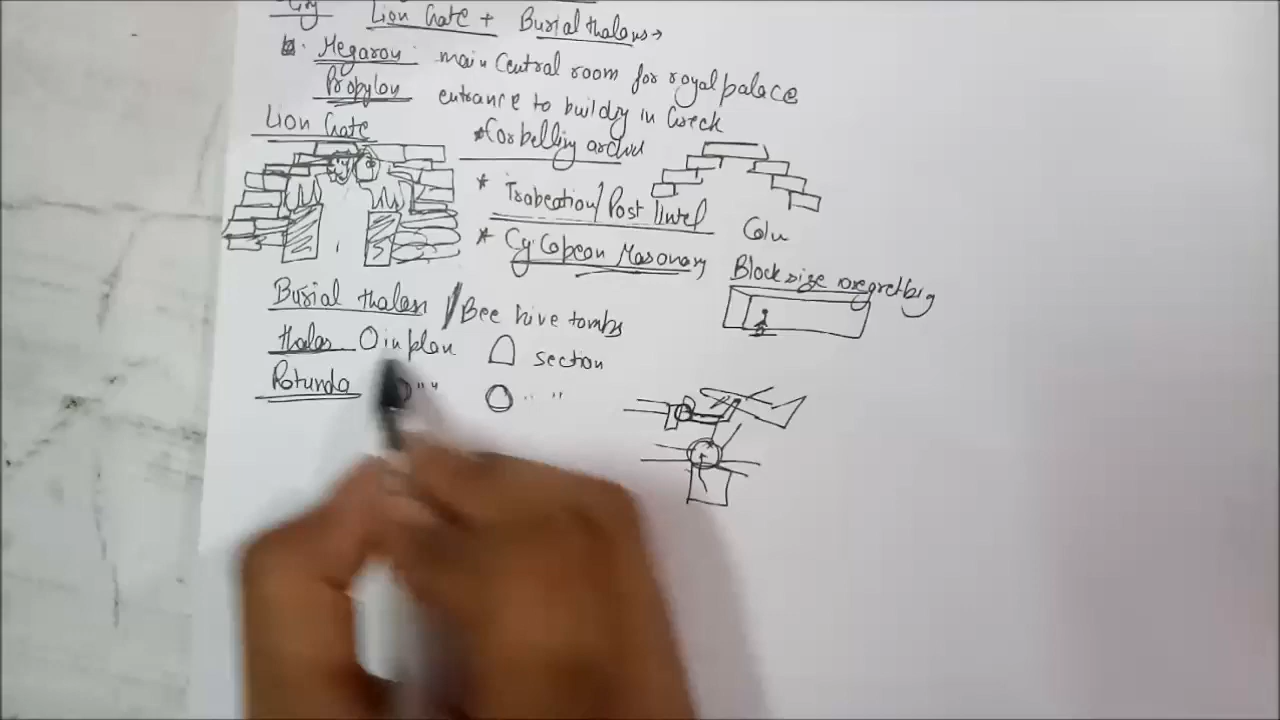 City Lion Gate + Burial thalons→
Megaron main Central room for royal palace
Propylon entrance to buildg in Greek
Lion Gate
*Corbelling arch
* Trabeation/Post lintel
Colu
* Cyclopean Masonary
Block size
big
Burial thalon / Bee hive tombs
thalos O in plan section
Rotunda " " " "